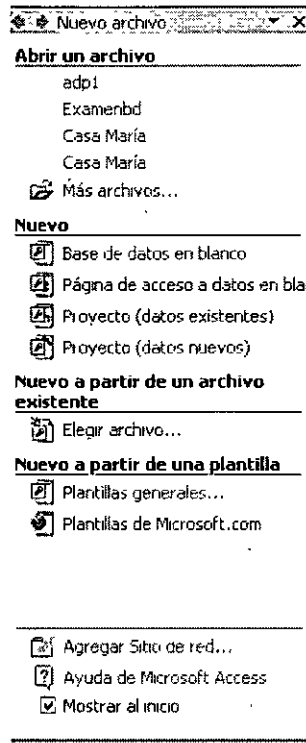 Nuevo archivo
Abrir un archivo
adp1
Examenbd
Casa María
Casa María
Más archivos...
Nuevo
Base de datos en blanco
Página de acceso a datos en bla
Proyecto (datos existentes)
Proyecto (datos nuevos)
Nuevo a partir de un archivo
existente
Elegir archivo...
Nuevo a partir de una plantilla
Plantillas generales...
Plantillas de Microsoft.com
Agregar Sitio de red...
Ayuda de Microsoft Access
Mostrar al inicio